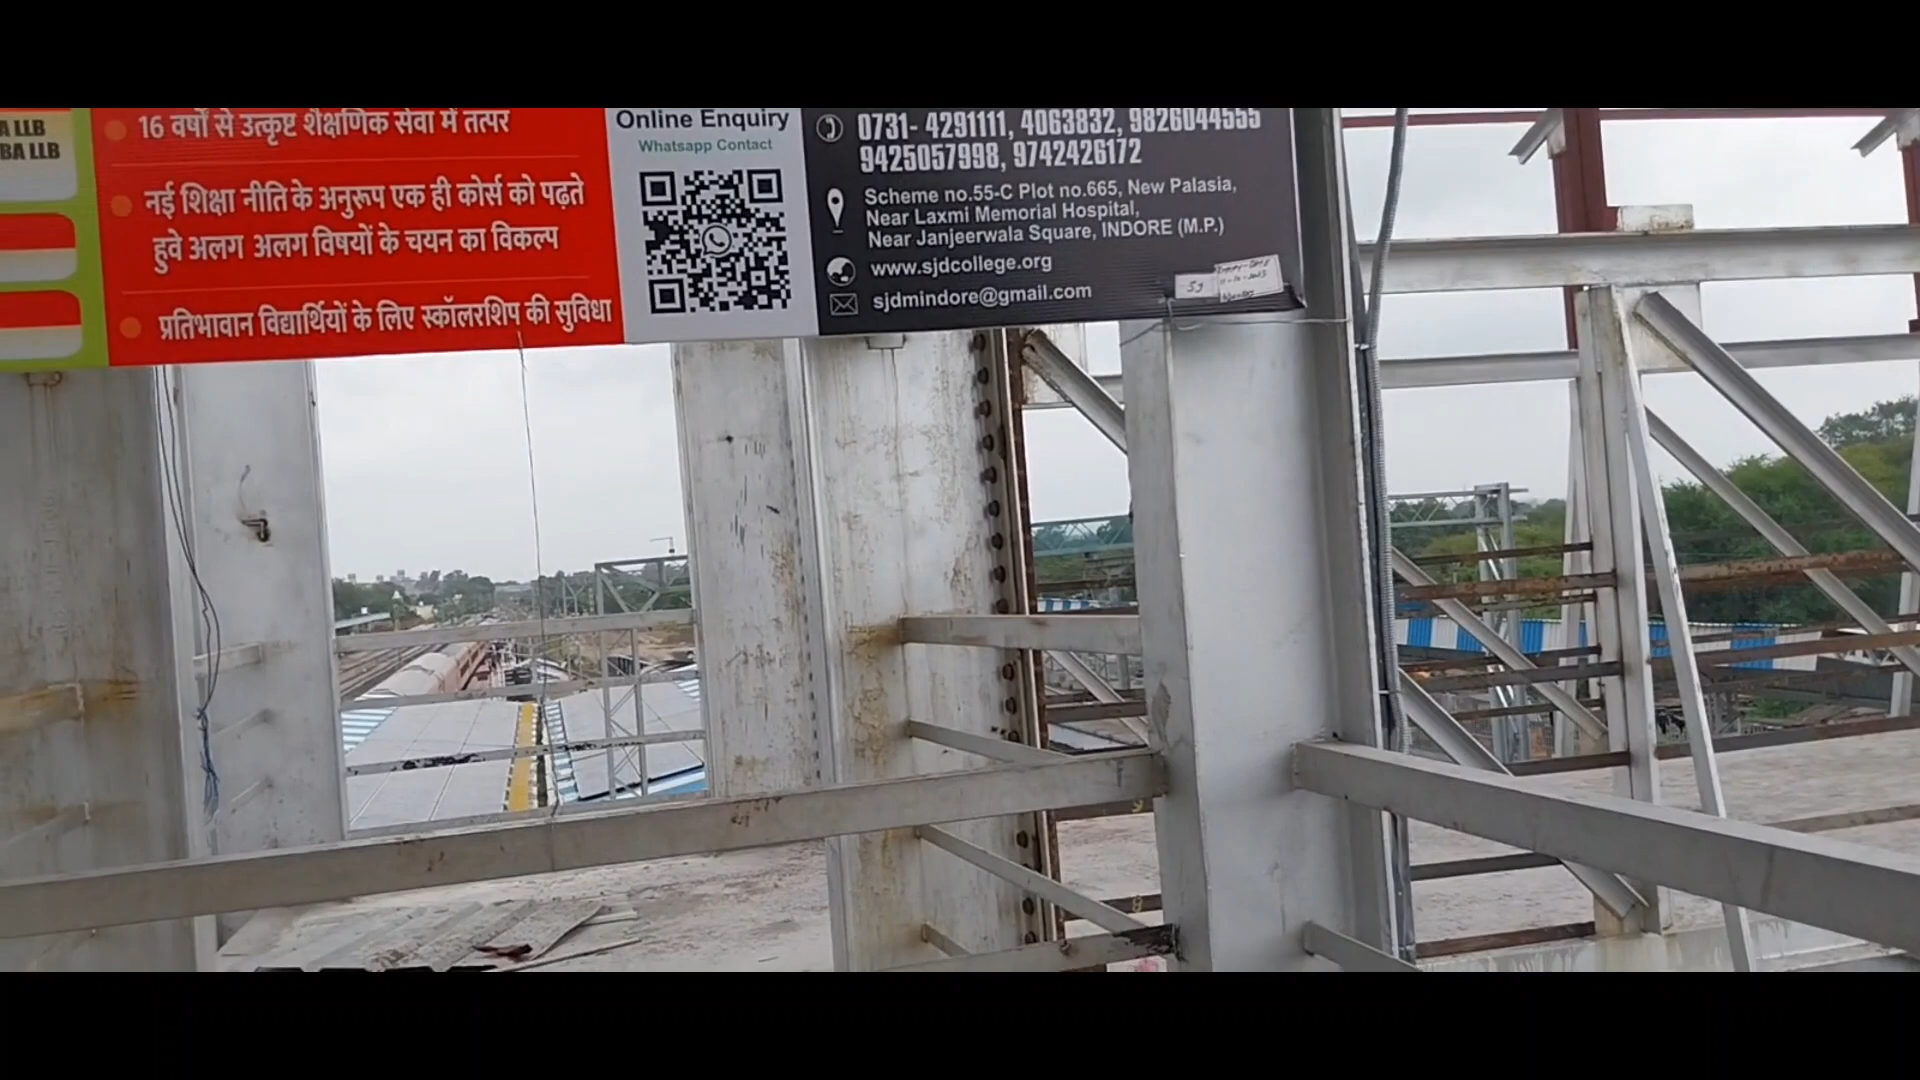 A LLB
BA LLB
16 वर्षों से उत्कृष्ट शैक्षणिक सेवा में तत्पर
नई शिक्षा नीति के अनुरूप एक ही कोर्स को पढ़ते
हुवे अलग अलग विषयों के चयन का विकल्प
प्रतिभावान विद्यार्थियों के लिए स्कॉलरशिप की सुविधा
Online Enquiry
Whatsapp Contact
0731- 4291111, 4063832, 9826044555
9425057998, 9742426172
Scheme no.55-C Plot no.665, New Palasia,
Near Laxmi Memorial Hospital,
Near Janjeerwala Square, INDORE (M.P.)
www.sjdcollege.org
sjdmindore@gmail.com